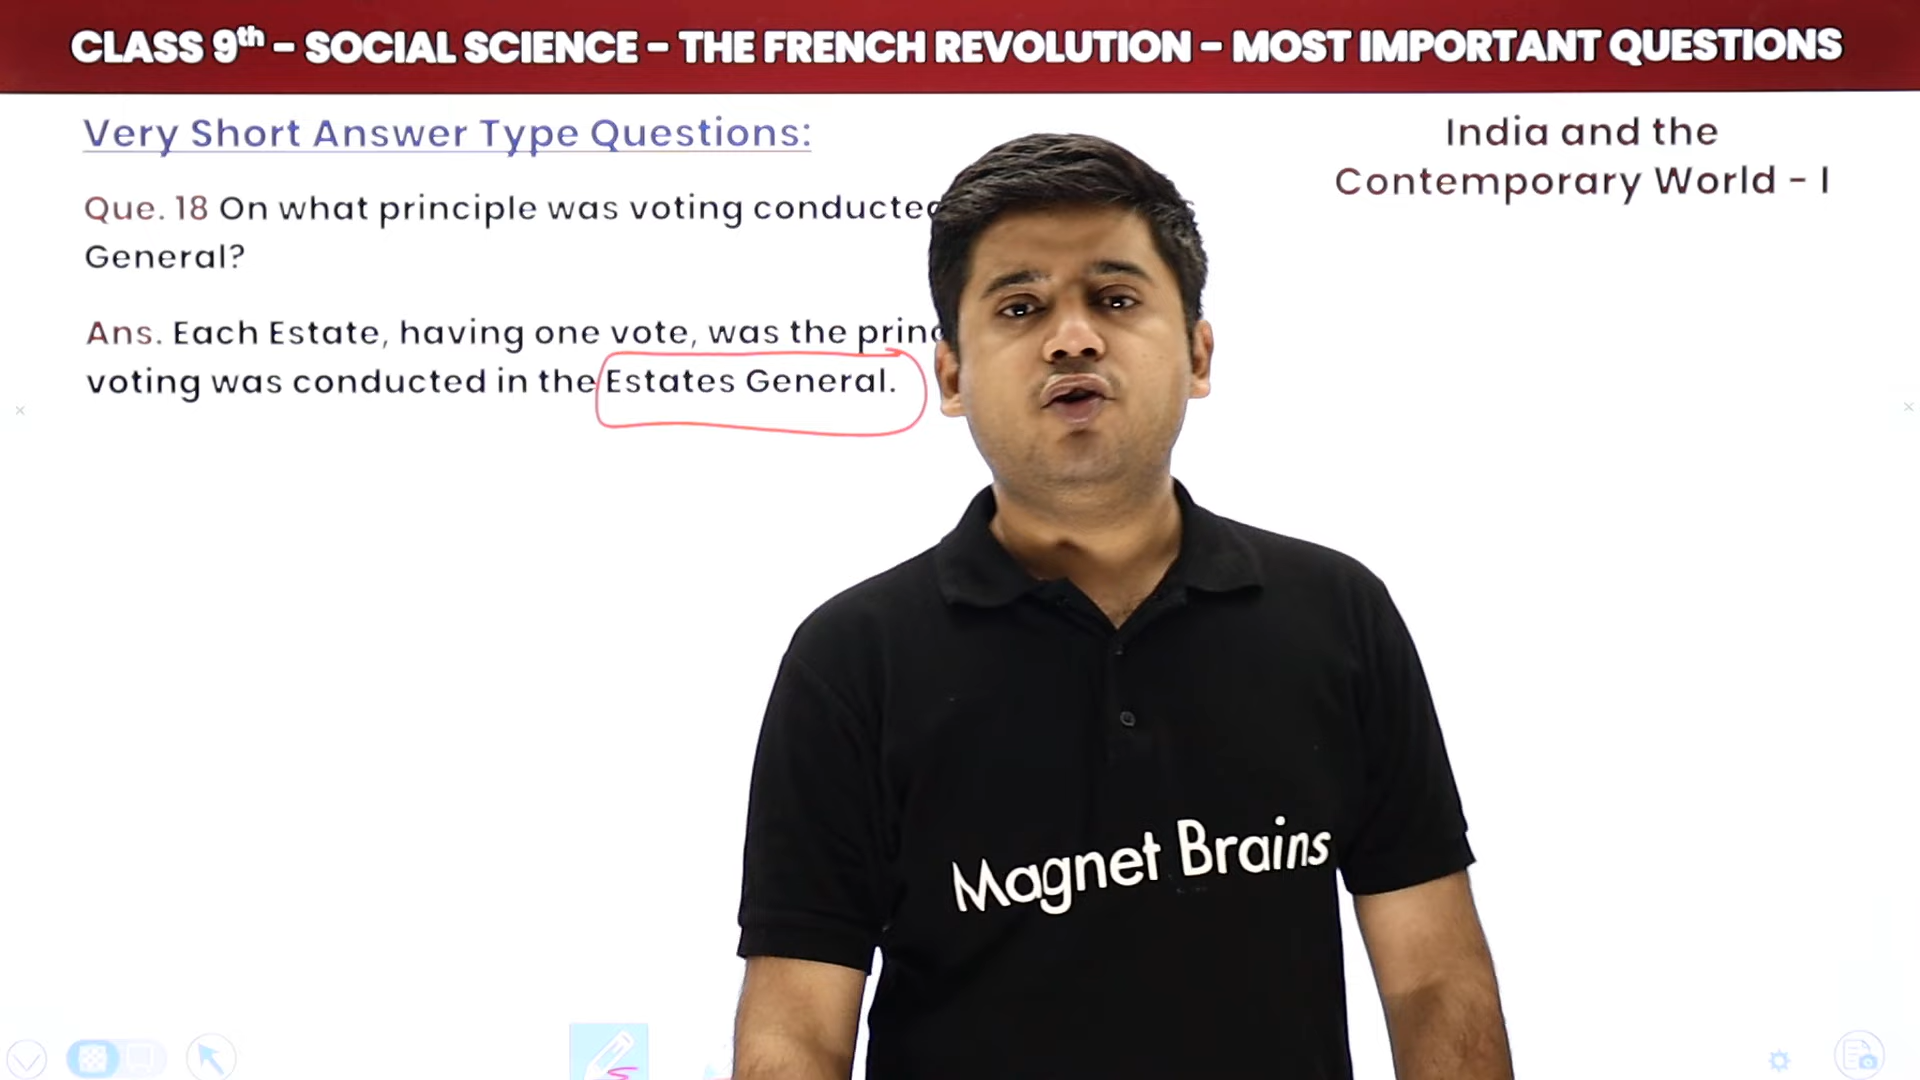 CLASS 9th - SOCIAL SCIENCE - THE FRENCH REVOLUTION - MOST IMPORTANT QUESTIONS
Very Short Answer Type Questions:
India and the
Contemporary World - I
Que. 18 On what principle was voting conducted
General?
Ans. Each Estate, having one vote, was the
voting was conducted in the Estates General.
Magnet Brains